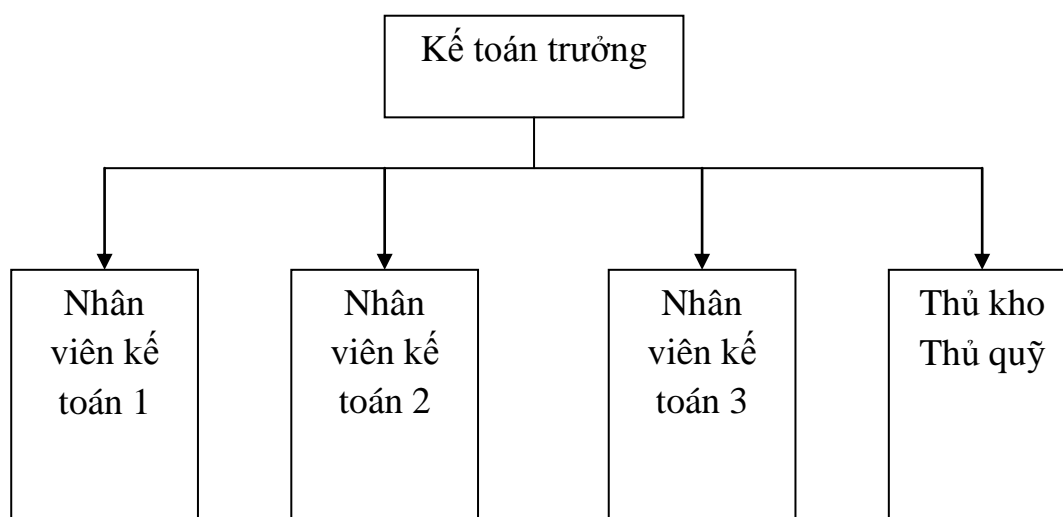 Kế toán trưởng
Nhân
viên kế
toán 1
Nhân
viên kế
toán 2
Nhân
viên kế
toán 3
Thủ kho
Thủ quỹ